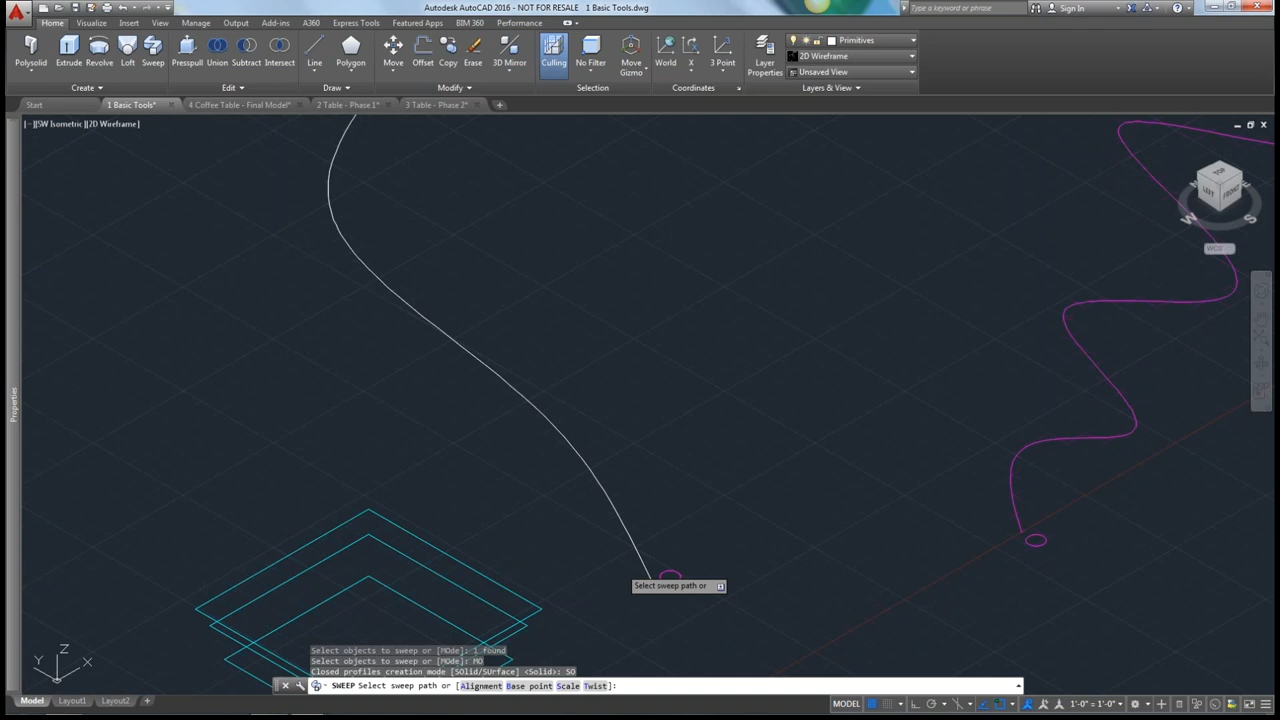 Autodesk AutoCAD 2016 - NOT FOR RESALE 1 Basic Tools.dwg
Type a keyword or phrase
Sign In
Home Visualize Insert View Manage Output Add-ins A360 Express Tools Featured Apps BIM 360 Performance
Polysolid Extrude Revolve Loft Sweep Presspull Union Subtract Intersect Line Polygon Move Offset Copy Erase 3D Mirror Culling No Filter Move Gizmo World X 3 Point Layer Properties
Primitives
2D Wireframe
Unsaved View
Create Edit Draw Modify Selection Coordinates Layers & View
Start 1 Basic Tools* 4 Coffee Table - Final Model* 2 Table - Phase 1* 3 Table - Phase 2*
[-][SW Isometric][2D Wireframe]
TOP
LEFT FRONT
W S
WCS
Properties
Select sweep path or
Z
Y X
Select objects to sweep or [MOde]: 1 found
Select objects to sweep or [MOde]: MO
Closed profiles creation mode [SOlid/SUrface] <Solid>: SO
SWEEP Select sweep path or [Alignment Base point Scale Twist]:
Model Layout1 Layout2
MODEL 1'-0" = 1'-0"